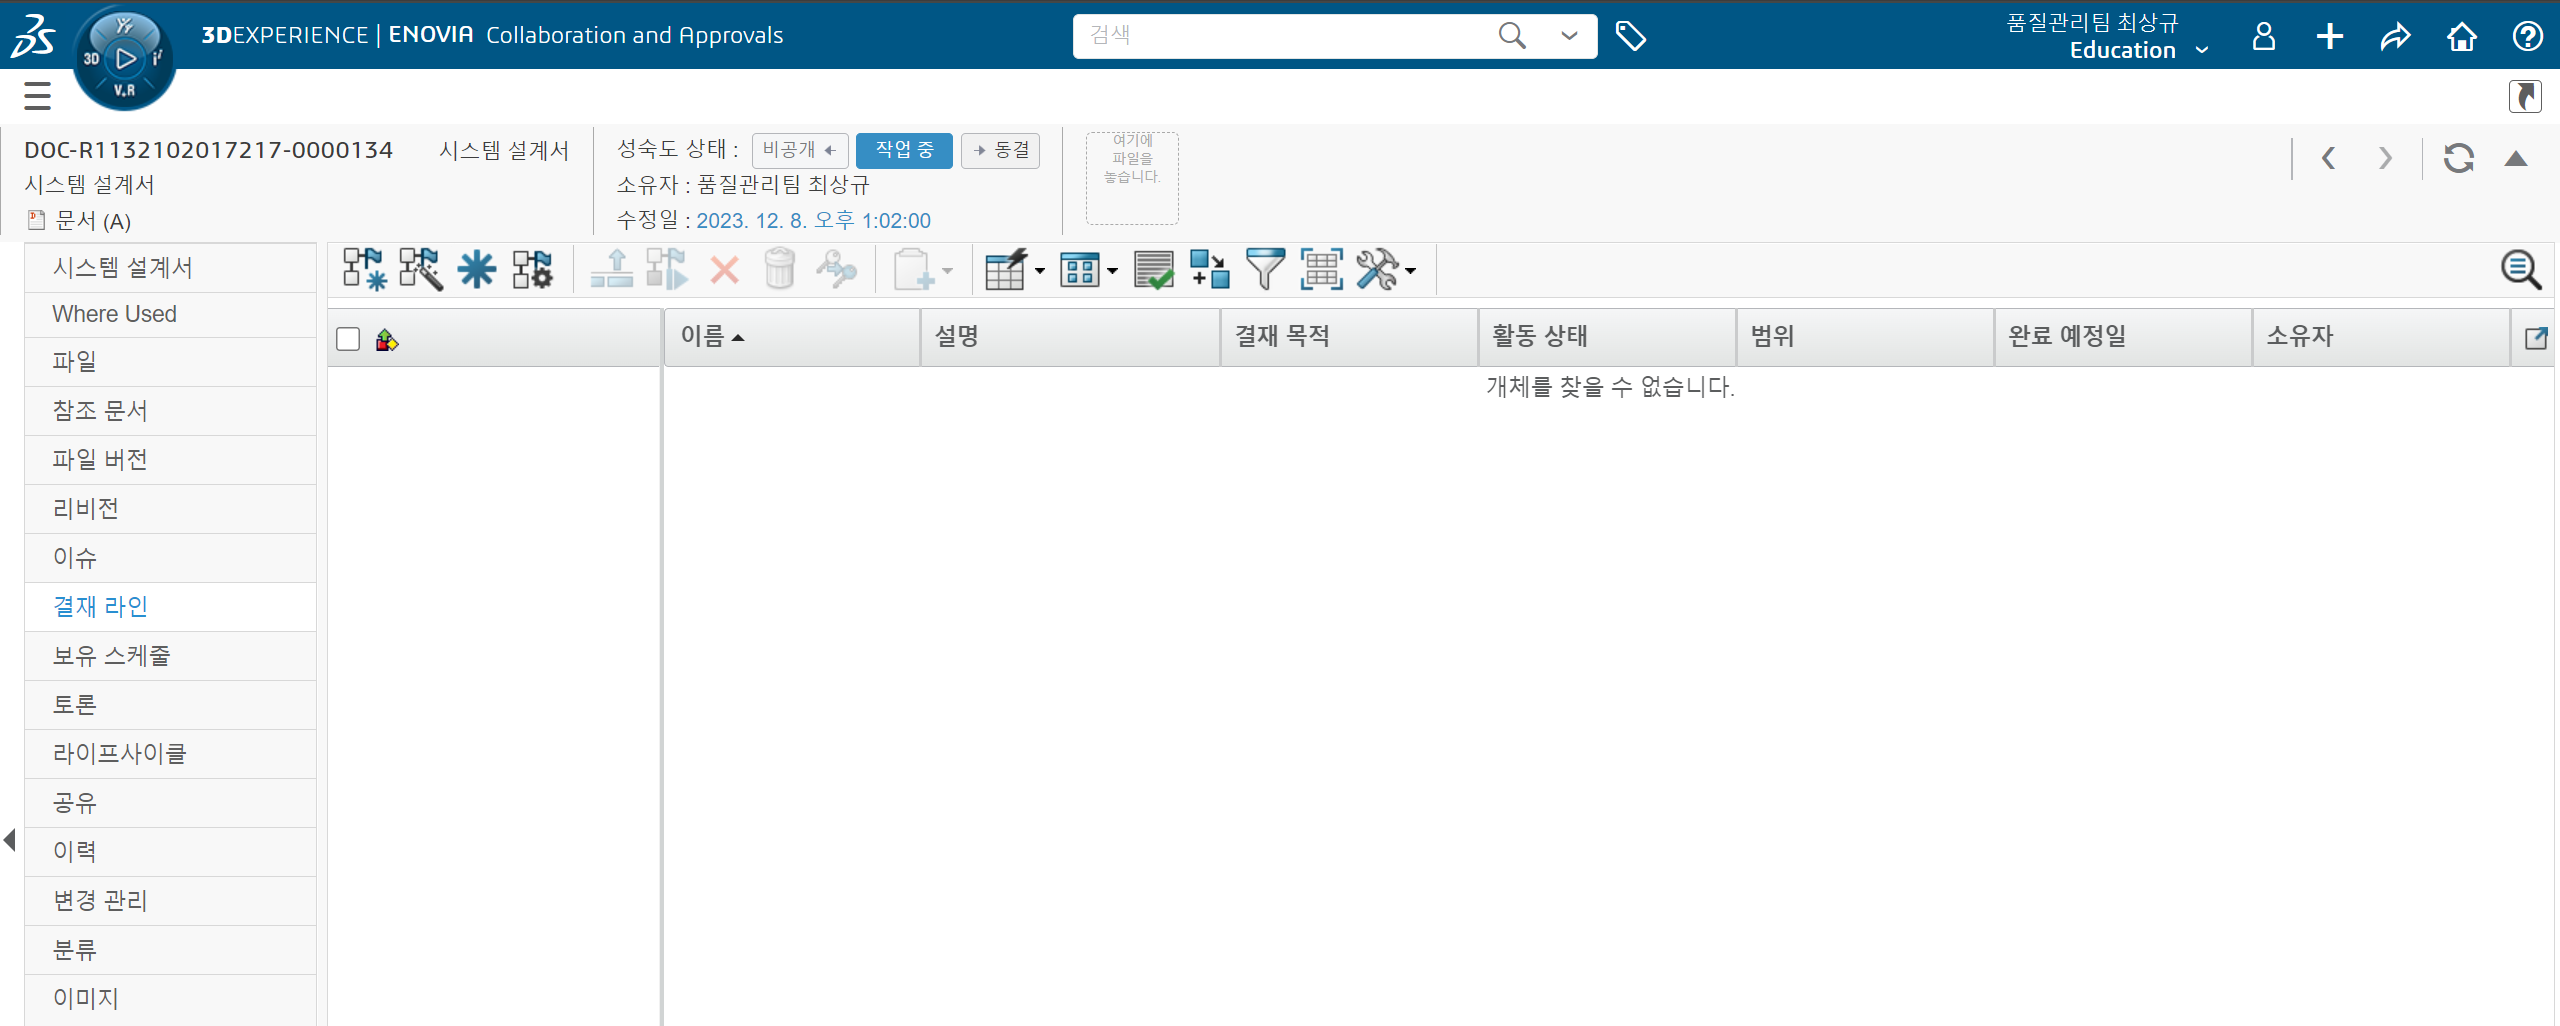 3DEXPERIENCE | ENOVIA Collaboration and Approvals
검색
품질관리팀 최상규
Education
3D
V.R
DOC-R1132102017217-0000134
시스템 설계서
시스템 설계서
문서 (A)
성숙도 상태 : 비공개 작업 중 동결
소유자 : 품질관리팀 최상규
수정일 : 2023. 12. 8. 오후 1:02:00
여기에
파일을
놓습니다.
시스템 설계서
Where Used
파일
참조 문서
파일 버전
리비전
이슈
결재 라인
보유 스케줄
토론
라이프사이클
공유
이력
변경 관리
분류
이미지
이름 설명 결재 목적 활동 상태 범위 완료 예정일 소유자
개체를 찾을 수 없습니다.